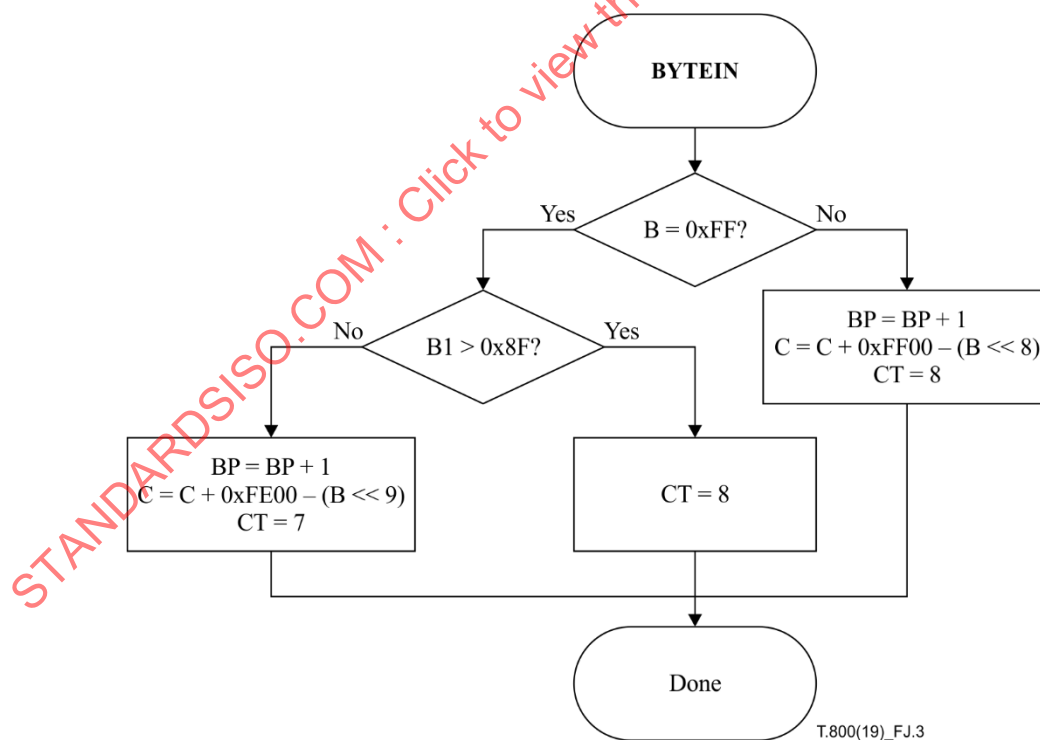 BYTEIN
B = 0xFF?
Yes
No
B1 > 0x8F?
No
Yes
BP = BP + 1
C = C + 0xFF00 – (B << 8)
CT = 8
BP = BP + 1
C = C + 0xFE00 – (B << 9)
CT = 7
CT = 8
Done
T.800(19)_FJ.3
STANDARDSISO.COM : Click to view th